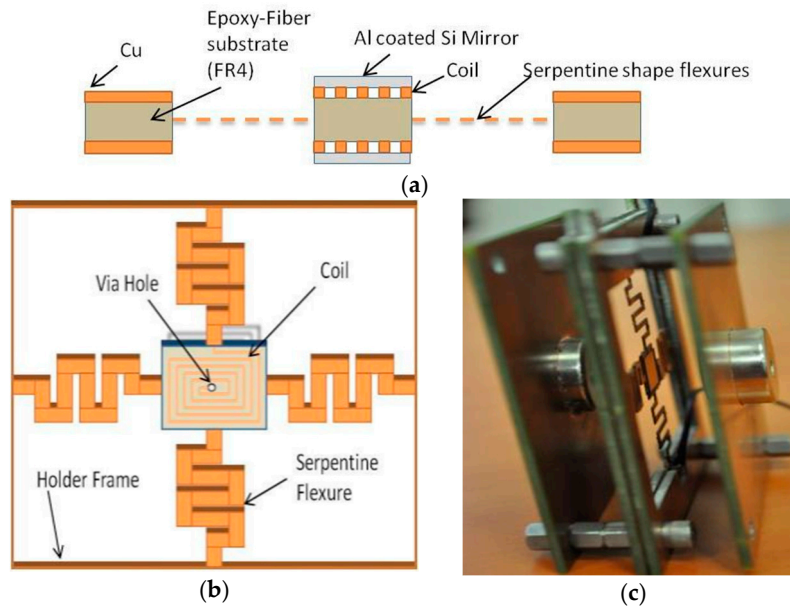 Epoxy-Fiber
substrate
(FR4)
Cu
Al coated Si Mirror
Coil
Serpentine shape flexures
(a)
Via Hole
Coil
Serpentine
Flexure
Holder Frame
(b)
(c)